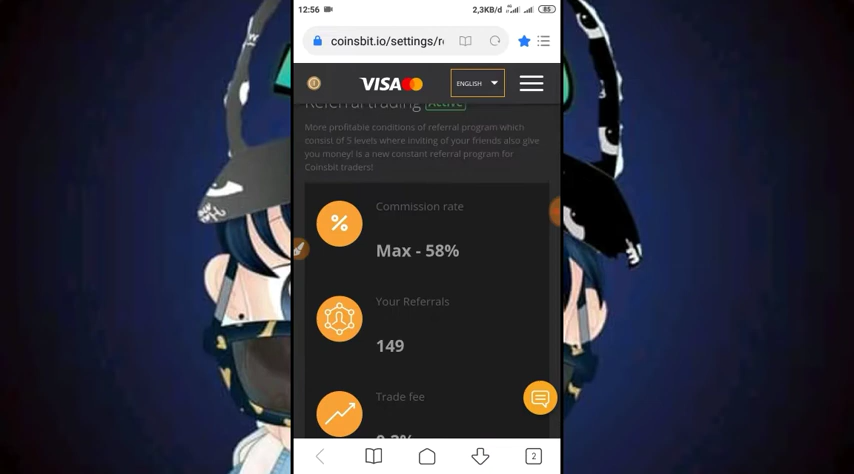 12:56
2,3KB/d
85
coinsbit.io/settings/r
VISA
ENGLISH
Referral trading Active
More profitable conditions of referral program which
consist of 5 levels where inviting of your friends also give
you money! Is a new constant referral program for
Coinsbit traders!
Commission rate
Max - 58%
Your Referrals
149
Trade fee
2